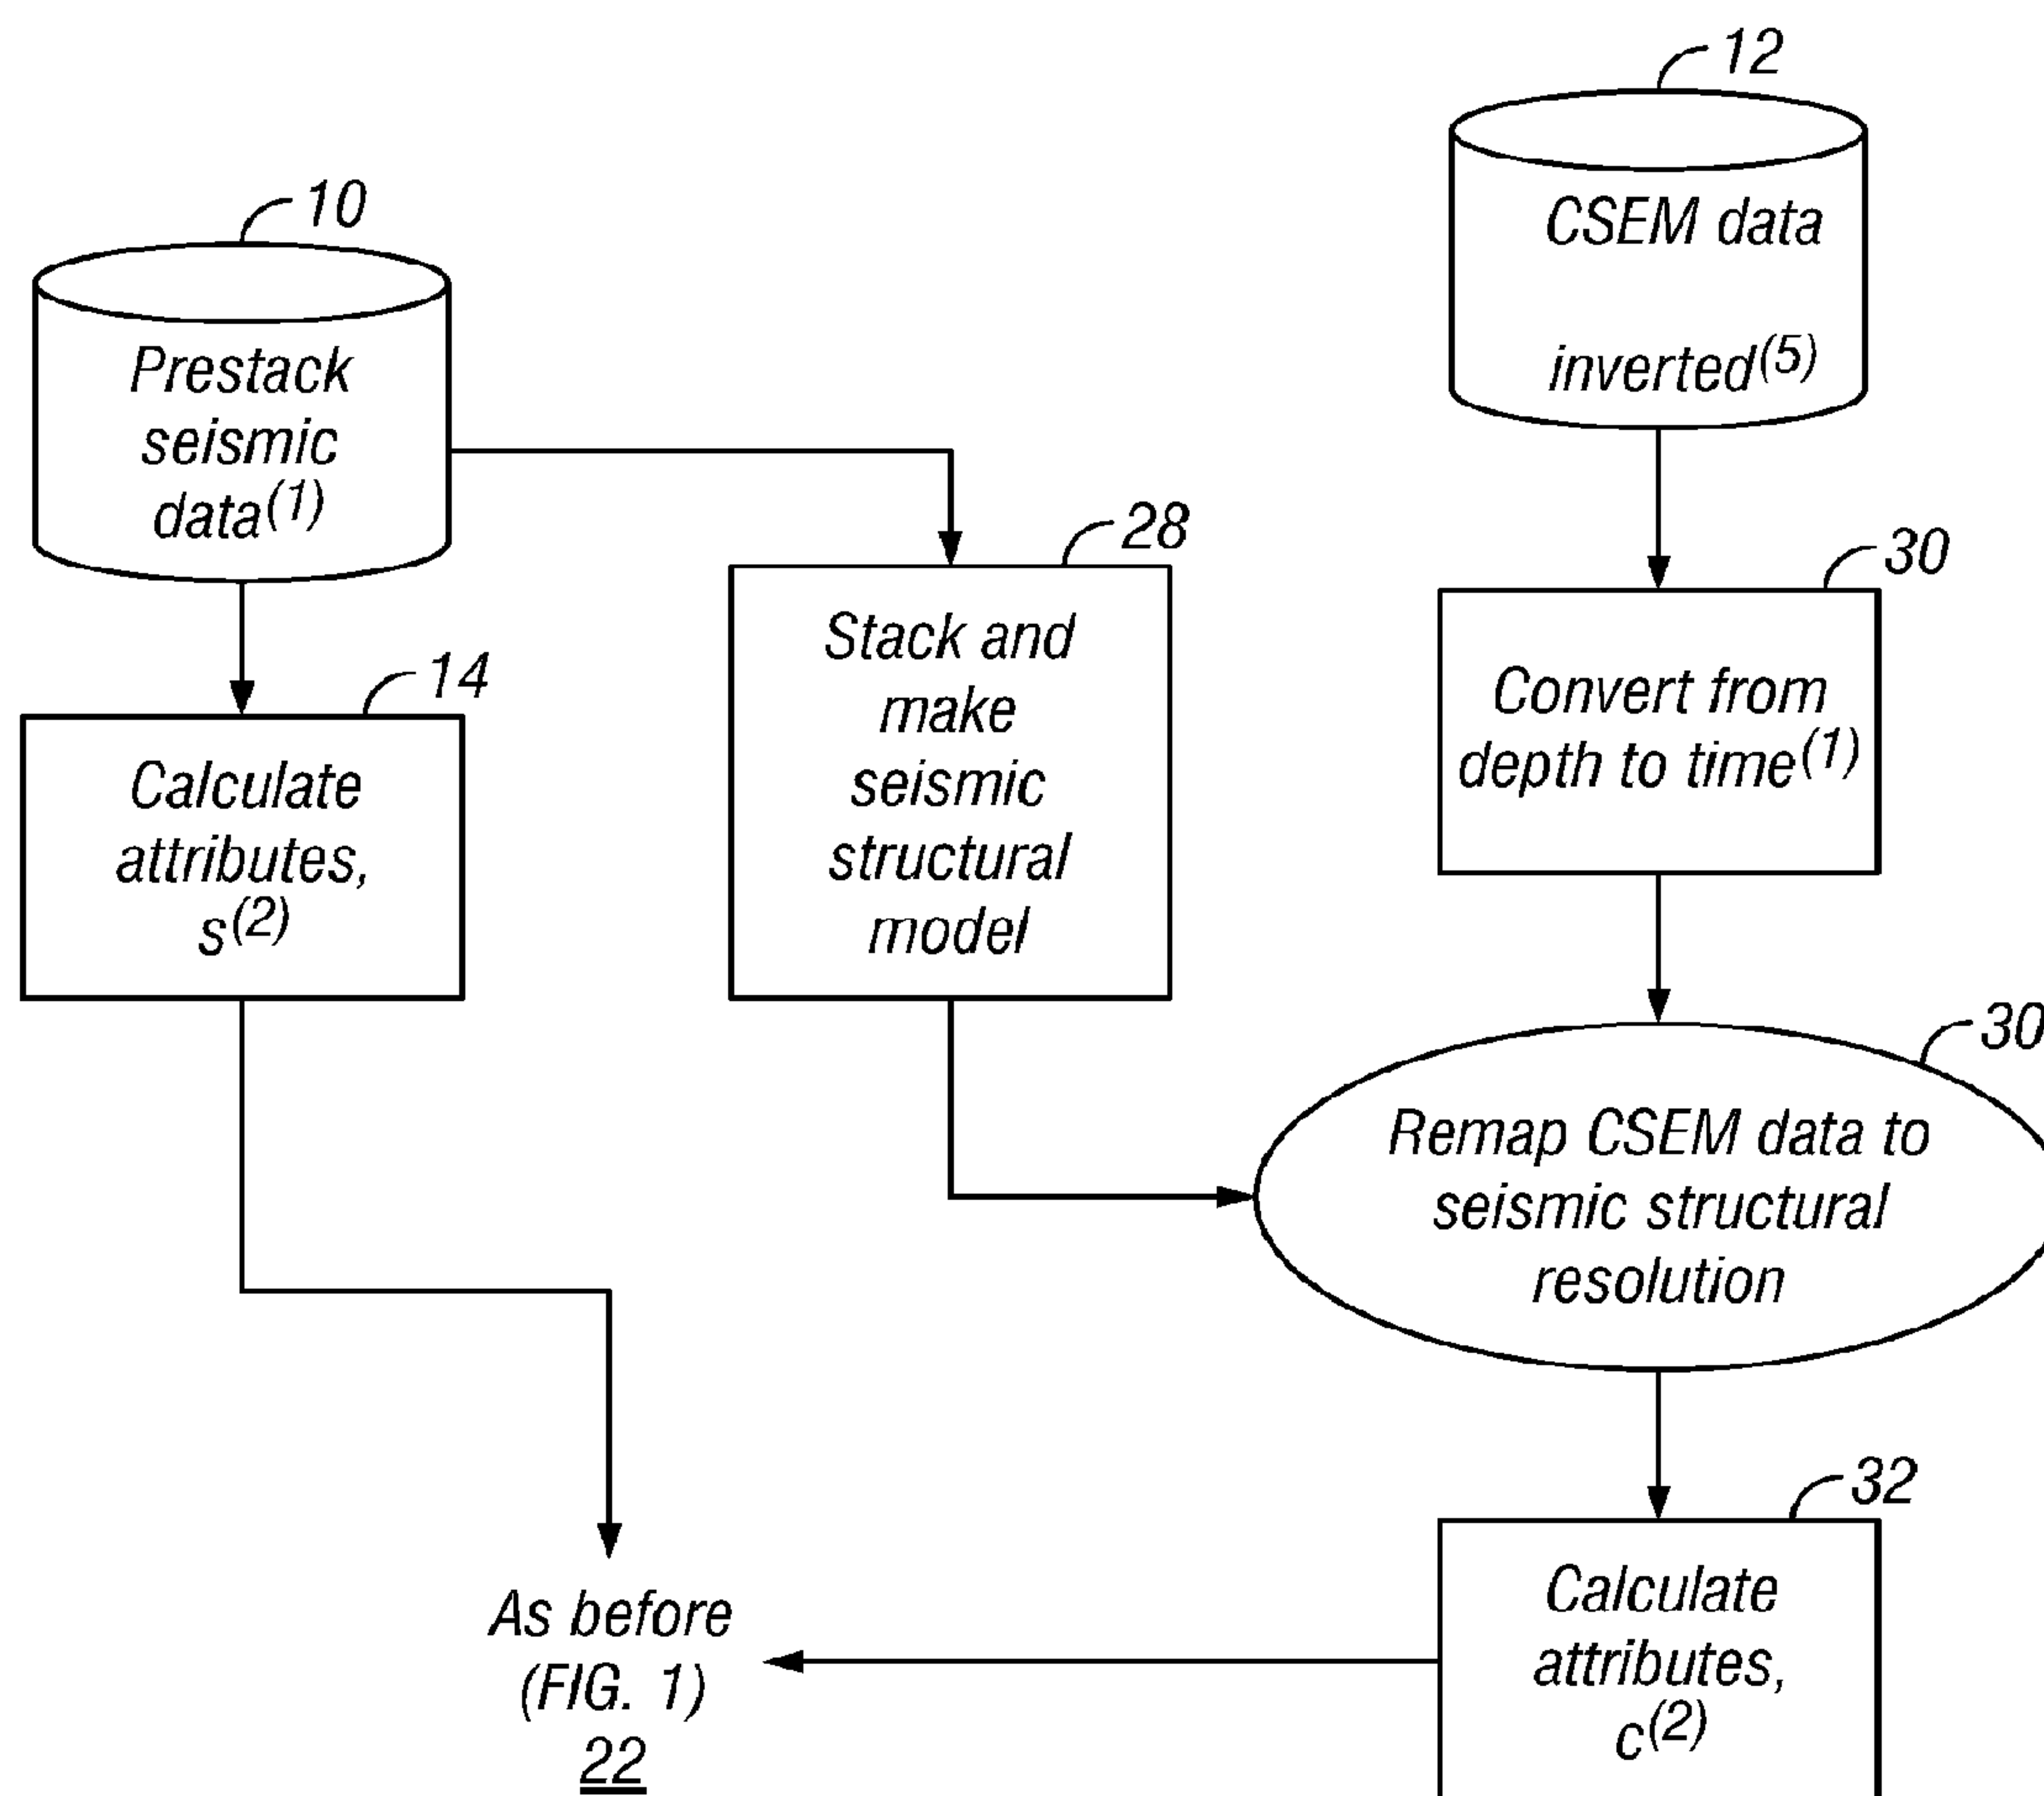 12
CSEM data
inverted(5)
10
Prestack
seismic
data(1)
28
Stack and
make
seismic
structural
model
30
Convert from
depth to time(1)
14
Calculate
attributes,
s(2)
30
Remap CSEM data to
seismic structural
resolution
32
Calculate
attributes,
c(2)
As before
(FIG. 1)
22